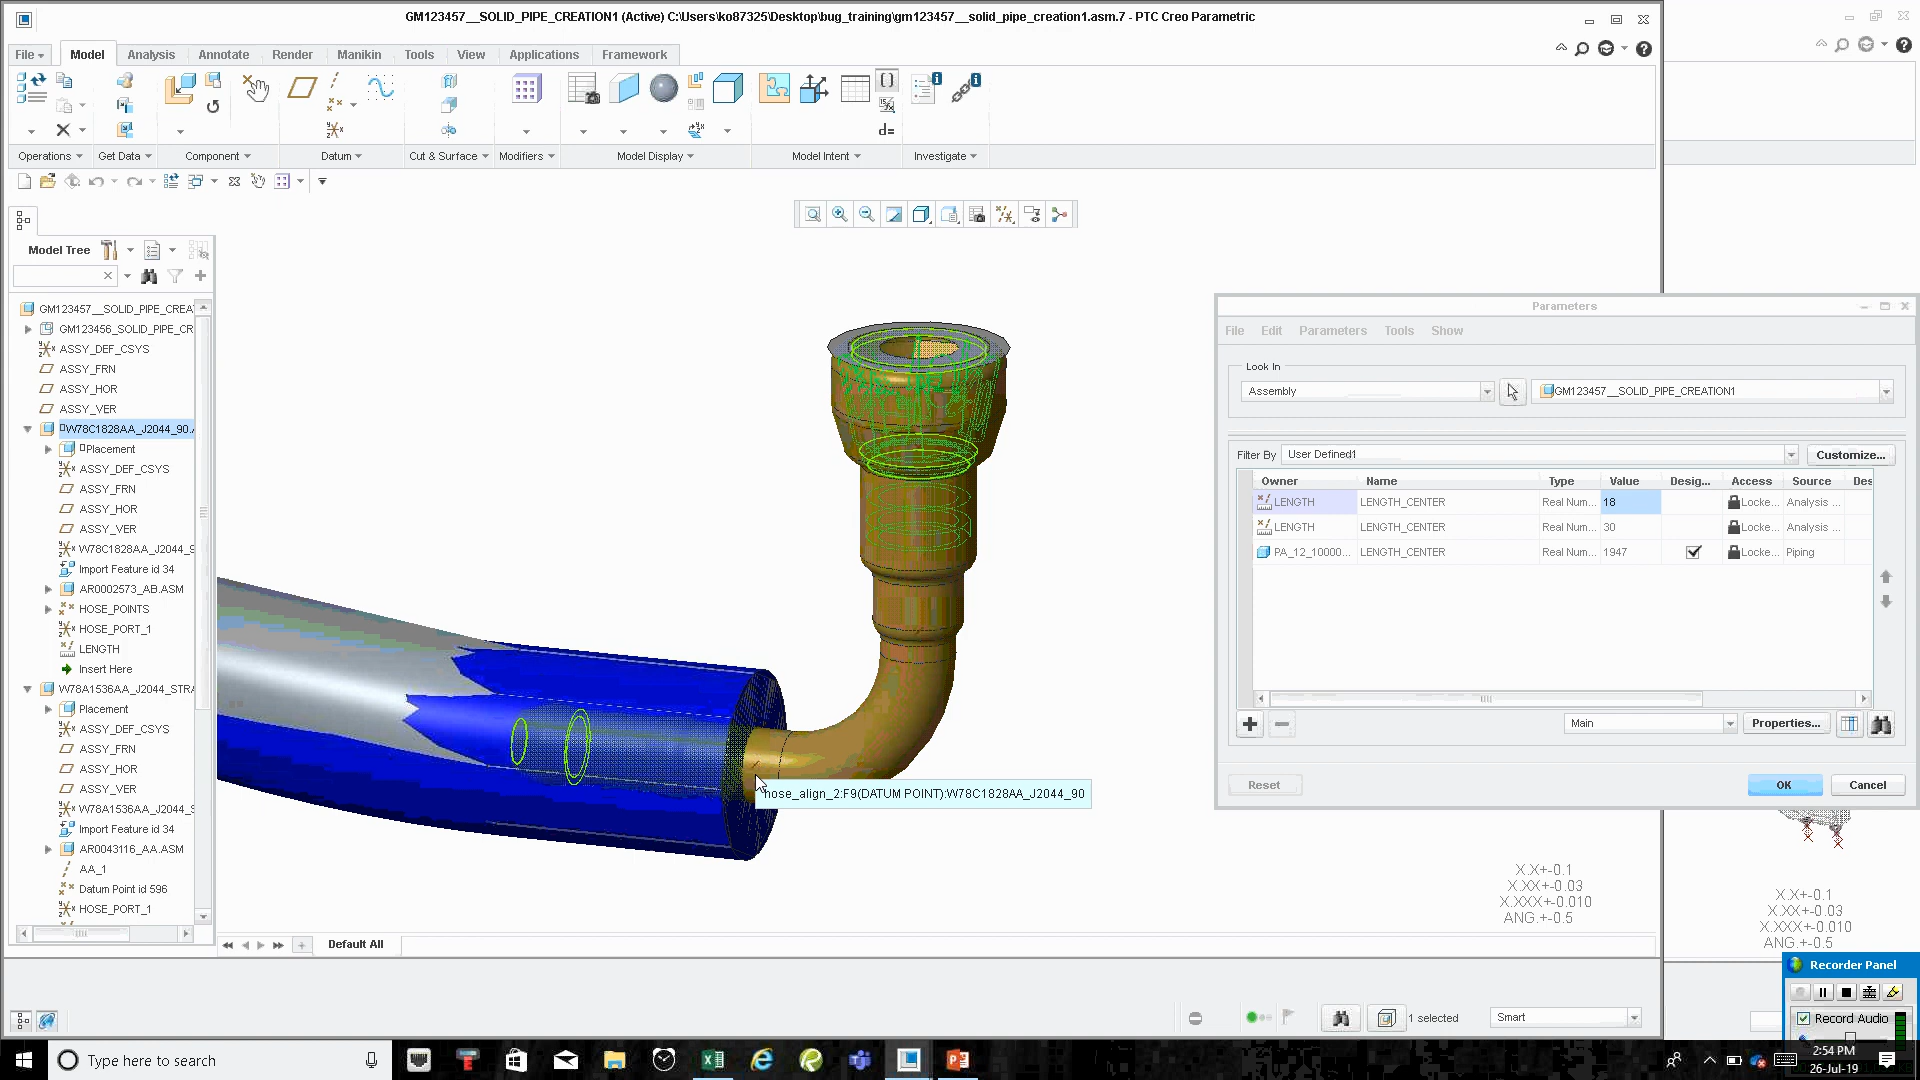 GM123457__SOLID_PIPE_CREATION1 (Active) C:\Users\ko87325\Desktop\bug_training\gm123457__solid_pipe_creation1.asm.7 - PTC Creo Parametric
File Model Analysis Annotate Render Manikin Tools View Applications Framework
d=
Operations Get Data Component Datum Cut & Surface Modifiers Model Display Model Intent Investigate
Model Tree
GM123457__SOLID_PIPE_CREA
GM123456_SOLID_PIPE_CR
ASSY_DEF_CSYS
ASSY_FRN
ASSY_HOR
ASSY_VER
W78C1828AA_J2044_90.
Placement
ASSY_DEF_CSYS
ASSY_FRN
ASSY_HOR
ASSY_VER
W78C1828AA_J2044_9
Import Feature id 34
AR0002573_AB.ASM
HOSE_POINTS
HOSE_PORT_1
LENGTH
Insert Here
W78A1536AA_J2044_STRA
Placement
ASSY_DEF_CSYS
ASSY_FRN
ASSY_HOR
ASSY_VER
W78A1536AA_J2044_S
Import Feature id 34
AR0043116_AA.ASM
AA_1
Datum Point id 596
HOSE_PORT_1
hose_align_2:F9(DATUM POINT):W78C1828AA_J2044_90
Parameters
File Edit Parameters Tools Show
Look In
Assembly GM123457__SOLID_PIPE_CREATION1
Filter By User Defined1 Customize...
Owner Name Type Value Desig... Access Source Des
LENGTH LENGTH_CENTER Real Num... 18 Locke... Analysis ...
LENGTH LENGTH_CENTER Real Num... 30 Locke... Analysis ...
PA_12_10000... LENGTH_CENTER Real Num... 1947 Locke... Piping
Main Properties...
Reset OK Cancel
X.X+-0.1
X.XX+-0.03
X.XXX+-0.010
ANG.+-0.5
X.X+-0.1
X.XX+-0.03
X.XXX+-0.010
ANG.+-0.5
Default All
1 selected Smart
Recorder Panel
Record Audio
Type here to search
2:54 PM
26-Jul-19